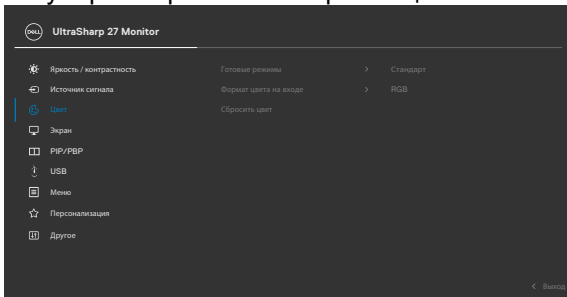 DELL UltraSharp 27 Monitor
Яркость / контрастность Готовые режимы > Стандарт
Источник сигнала Формат цвета на входе > RGB
Цвет Сбросить цвет
Экран
PIP/PBP
USB
Меню
Персонализация
Другое
< Выход